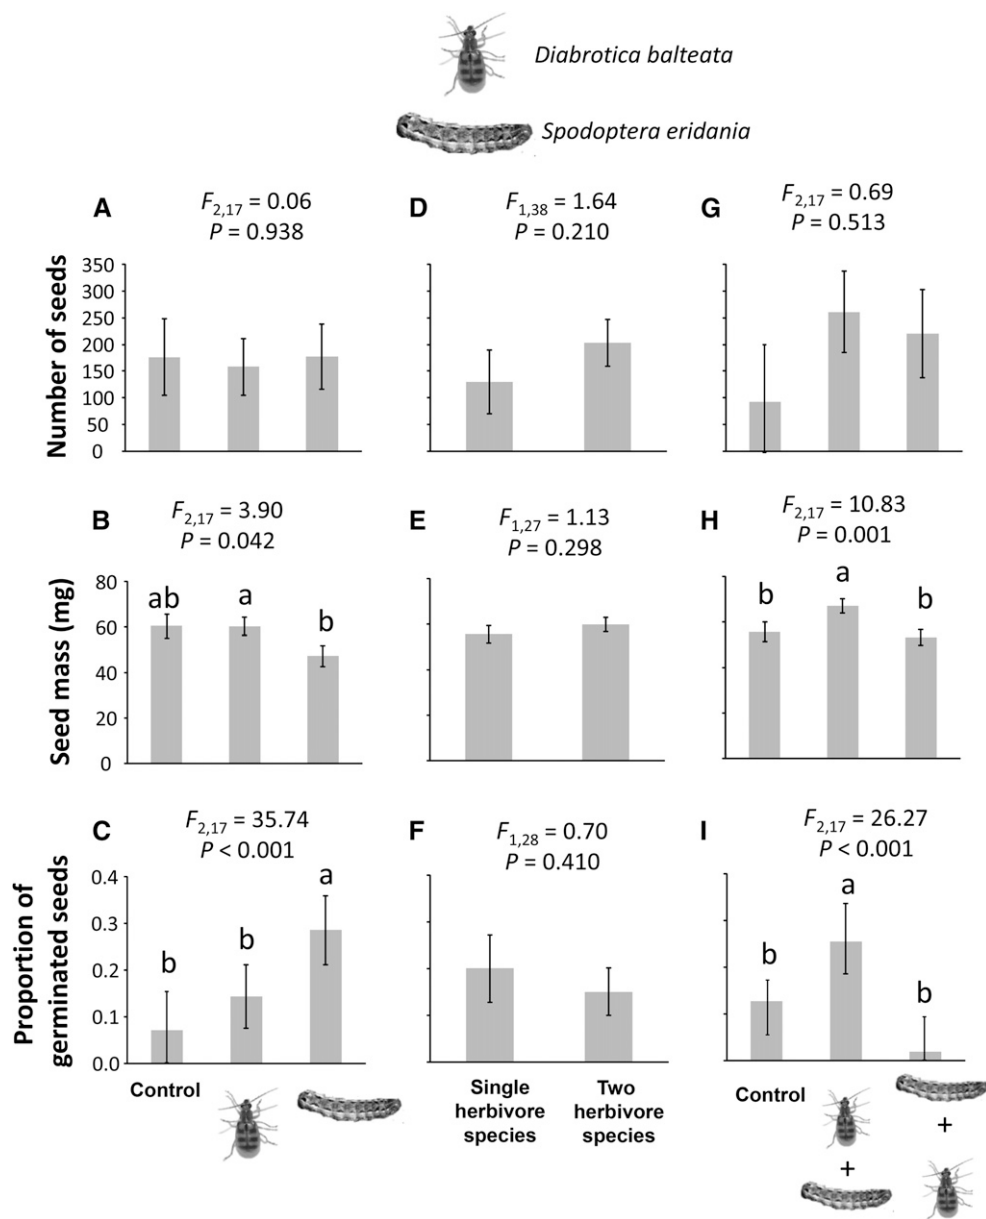 Diabrotica balteata
Spodoptera eridania
A
F2,17 = 0.06
P = 0.938
D
F1,38 = 1.64
P = 0.210
G
F2,17 = 0.69
P = 0.513
Number of seeds
350
300
250
200
150
100
50
0
B
F2,17 = 3.90
P = 0.042
E
F1,27 = 1.13
P = 0.298
H
F2,17 = 10.83
P = 0.001
Seed mass (mg)
80
60
40
20
0
ab
a
b
b
a
b
C
F2,17 = 35.74
P < 0.001
F
F1,28 = 0.70
P = 0.410
I
F2,17 = 26.27
P < 0.001
Proportion of
germinated seeds
0.4
0.3
0.2
0.1
0.0
b
b
a
b
a
b
Control
Single
herbivore
species
Two
herbivore
species
Control
+
+